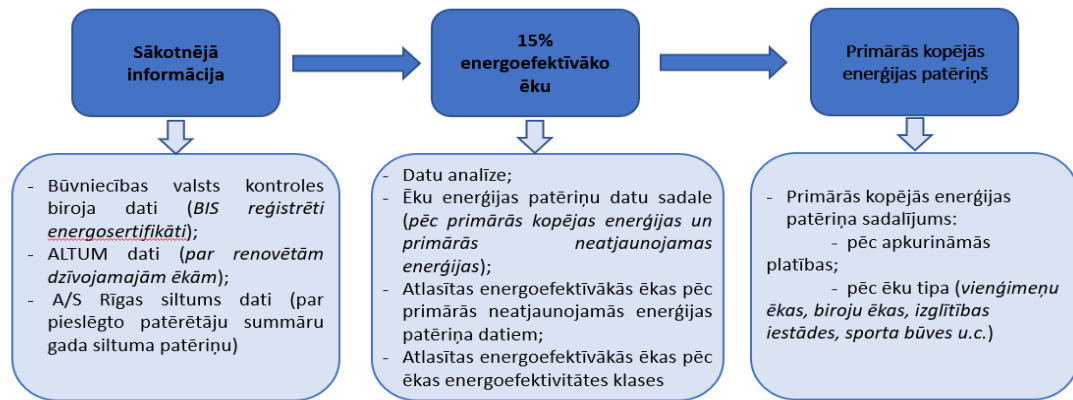 Sākotnējā
informācija
15%
energoefektīvāko
ēku
Primārās kopējās
enerģijas patēriņš
- Būvniecības valsts kontroles
biroja dati (BIS reģistrēti
energosertifikāti);
- ALTUM dati (par renovētām
dzīvojamajām ēkām);
- A/S Rīgas siltums dati (par
pieslēgto patērētāju summāru
gada siltuma patēriņu)
- Datu analīze;
- Ēku enerģijas patēriņu datu sadale
(pēc primārās kopējas enerģijas un
primārās neatjaunojamas
enerģijas);
- Atlasītas energoefektīvākās ēkas pēc
primārās neatjaunojamās enerģijas
patēriņa datiem;
- Atlasītas energoefektīvākās ēkas pēc
ēkas energoefektivitātes klases
- Primārās kopējās enerģijas
patēriņa sadalījums:
- pēc apkurināmās
platības;
- pēc ēku tipa (vienģimeņu
ēkas, biroju ēkas, izglītības
iestādes, sporta būves u.c.)